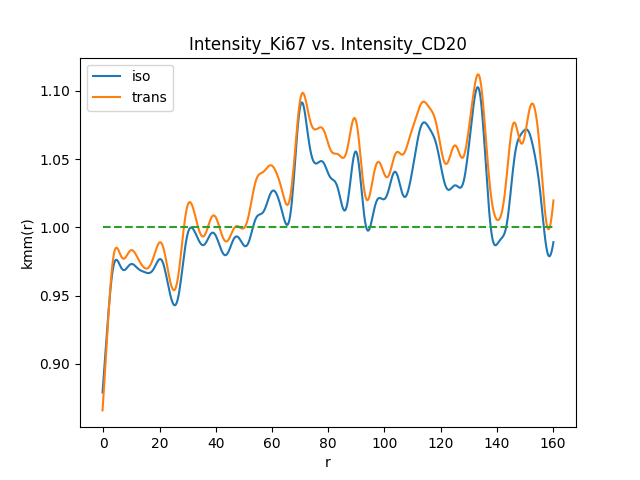 Intensity_Ki67 vs. Intensity_CD20
iso
trans
1.10
1.05
1.00
0.95
0.90
kmm(r)
0 20 40 60 80 100 120 140 160
r